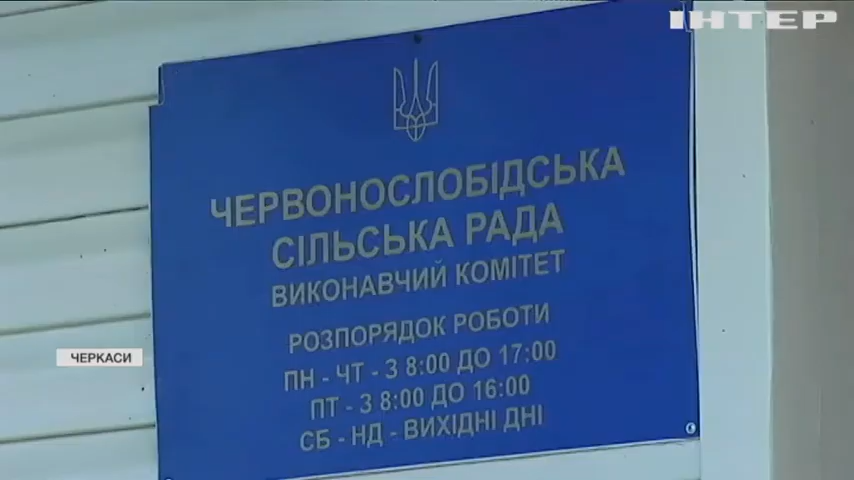 ІНТЕР
ЧЕРВОНОСЛОБІДСЬКА
СІЛЬСЬКА РАДА
ВИКОНАВЧИЙ КОМІТЕТ
РОЗПОРЯДОК РОБОТИ
ПН - ЧТ - З 8:00 ДО 17:00
ПТ - З 8:00 ДО 16:00
СБ - НД - ВИХІДНІ ДНІ
ЧЕРКАСИ